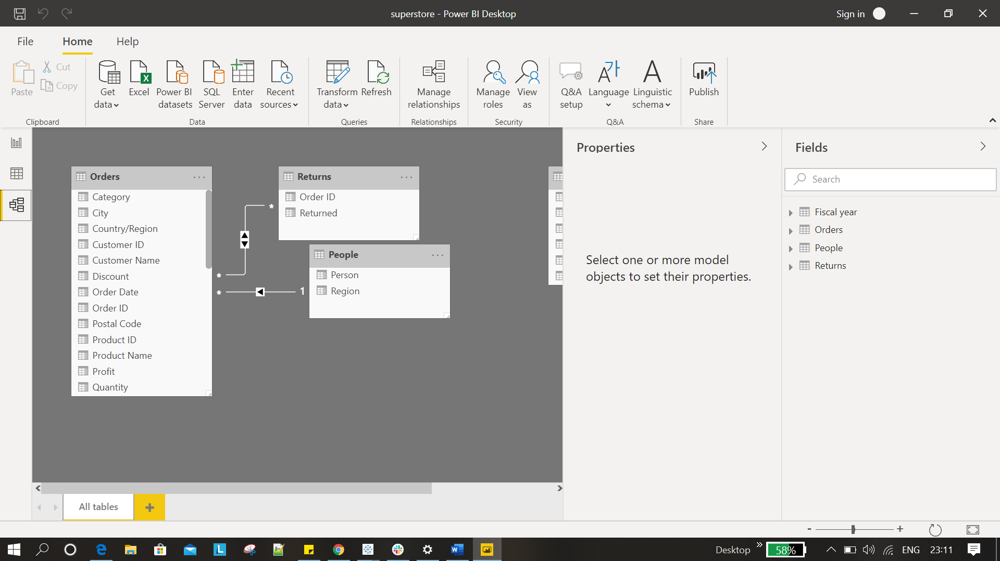 superstore - Power BI Desktop
Sign in
File
Home
Help
Paste
Cut
Copy
Get data
Excel
Power BI datasets
SQL Server
Enter data
Recent sources
Transform data
Refresh
Manage relationships
Manage roles
View as
Q&A setup
Language
Linguistic schema
Publish
Clipboard
Data
Queries
Relationships
Security
Q&A
Share
Orders
Category
City
Country/Region
Customer ID
Customer Name
Discount
Order Date
Order ID
Postal Code
Product ID
Product Name
Profit
Quantity
*
*
*
1
Returns
Order ID
Returned
People
Person
Region
Properties
Select one or more model
objects to set their properties.
Fields
Search
Fiscal year
Orders
People
Returns
All tables
+
-
+
Desktop
58%
ENG
23:11